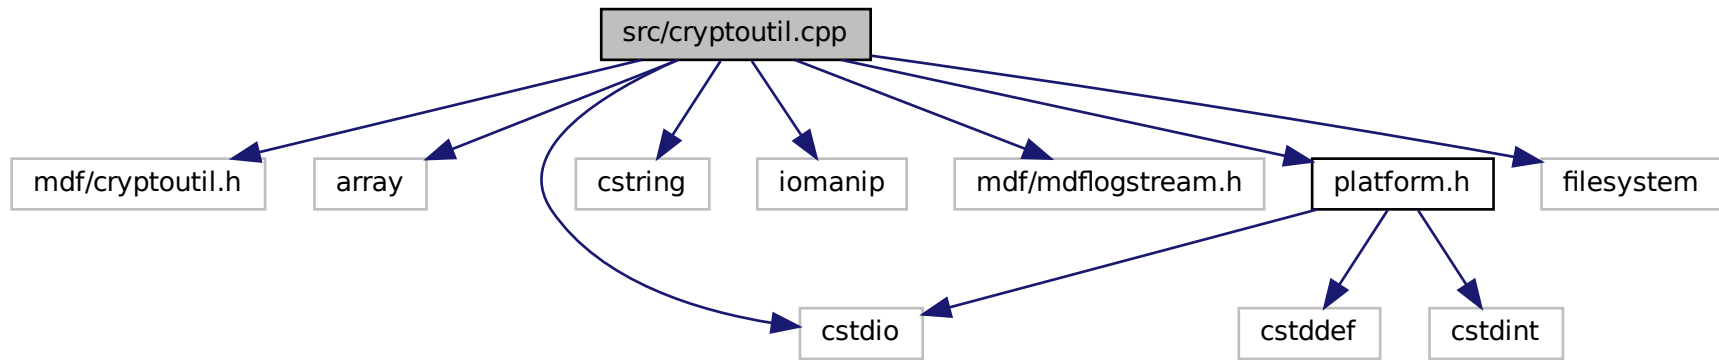 src/cryptoutil.cpp
mdf/cryptoutil.h
array
cstring
iomanip
mdf/mdflogstream.h
platform.h
filesystem
cstdio
cstddef
cstdint